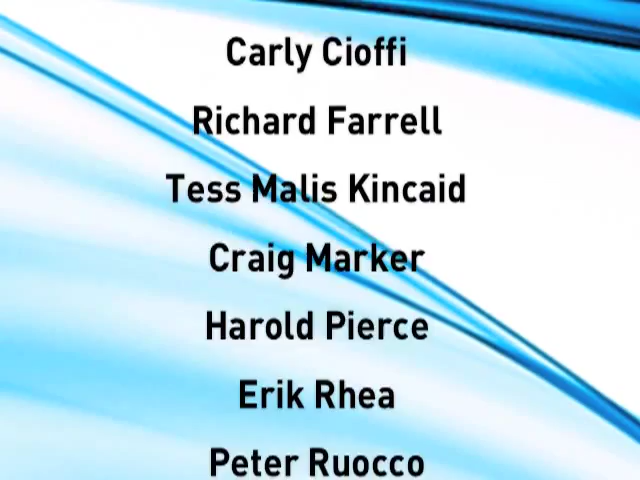 Carly Cioffi
Richard Farrell
Tess Malis Kincaid
Craig Marker
Harold Pierce
Erik Rhea
Peter Ruocco